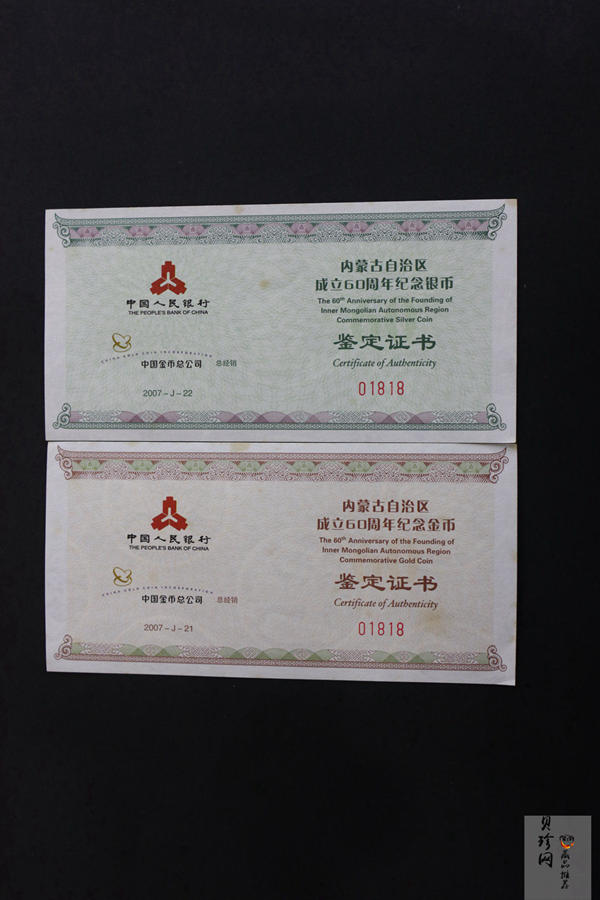 中国人民银行
THE PEOPLE'S BANK OF CHINA
CHINA GOLD COIN INCORPORATION
中国金币总公司 总经销
2007-J-22
内蒙古自治区
成立60周年纪念银币
The 60th Anniversary of the Founding of
Inner Mongolian Autonomous Region
Commemorative Silver Coin
鉴定证书
Certificate of Authenticity
01818
中国人民银行
THE PEOPLE'S BANK OF CHINA
CHINA GOLD COIN INCORPORATION
中国金币总公司 总经销
2007-J-21
内蒙古自治区
成立60周年纪念金币
The 60th Anniversary of the Founding of
Inner Mongolian Autonomous Region
Commemorative Gold Coin
鉴定证书
Certificate of Authenticity
01818
贝珍网
藏品推荐